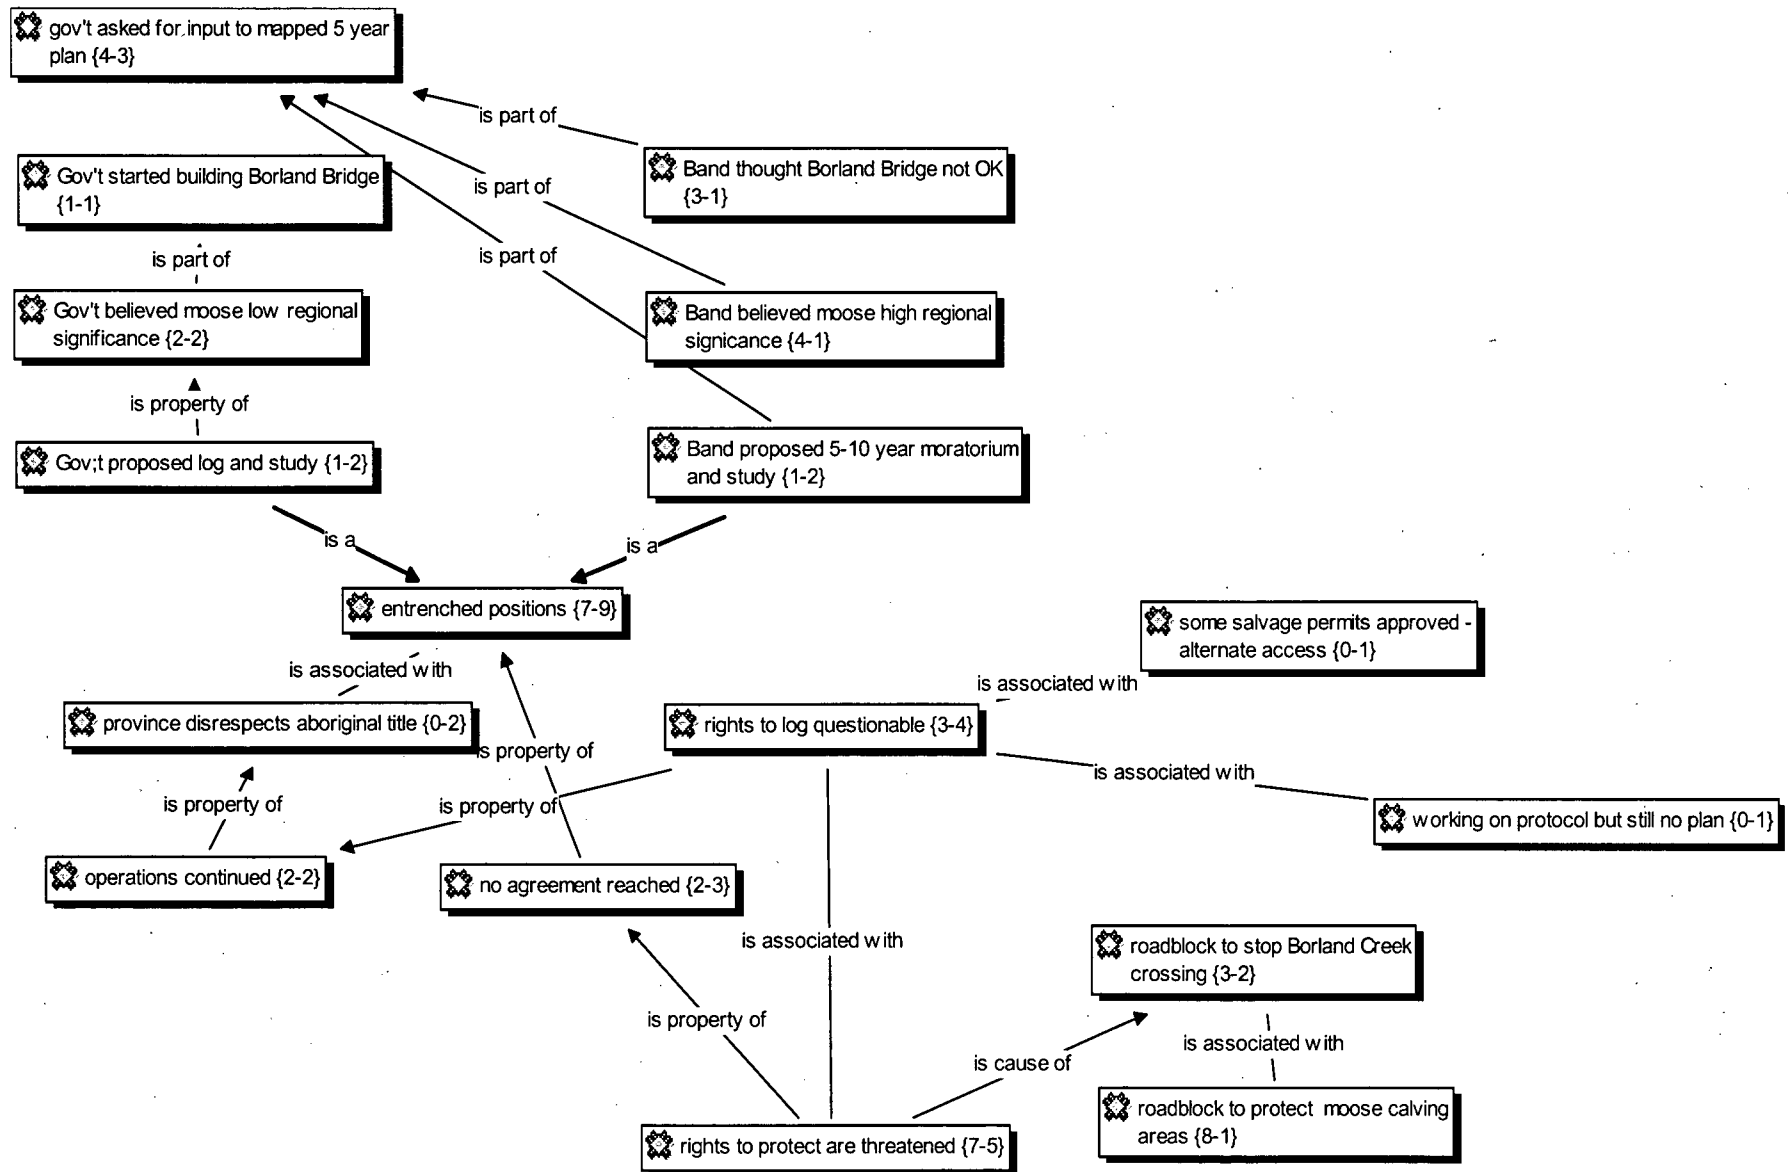 gov't asked for input to mapped 5 year
plan {4-3}
is part of
Gov't started building Borland Bridge
{1-1}
Band thought Borland Bridge not OK
{3-1}
is part of
is part of
is part of
Gov't believed moose low regional
significance {2-2}
Band believed moose high regional
signicance {4-1}
is property of
Gov;t proposed log and study {1-2}
Band proposed 5-10 year moratorium
and study {1-2}
is a
is a
entrenched positions {7-9}
some salvage permits approved -
alternate access {0-1}
is associated with
is associated with
province disrespects aboriginal title {0-2}
rights to log questionable {3-4}
is property of
is associated with
is property of
is property of
working on protocol but still no plan {0-1}
operations continued {2-2}
no agreement reached {2-3}
is associated with
roadblock to stop Borland Creek
crossing {3-2}
is property of
is associated with
is cause of
roadblock to protect moose calving
areas {8-1}
rights to protect are threatened {7-5}